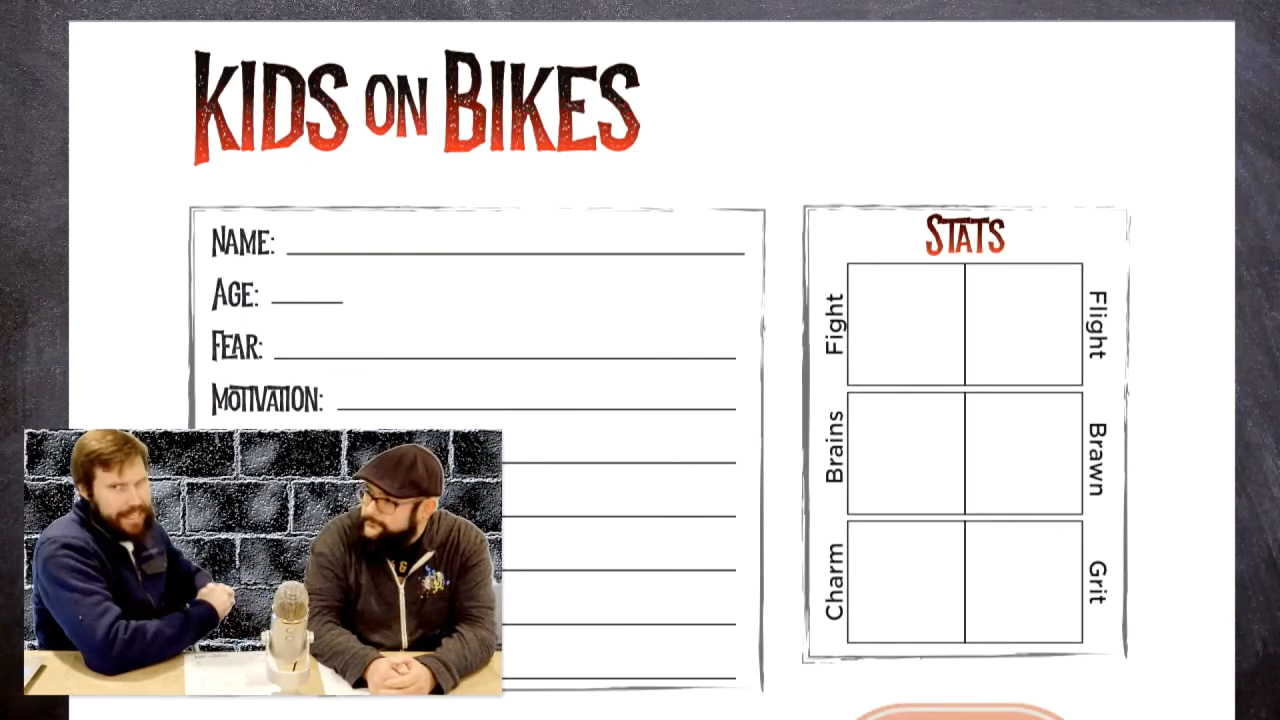 KIDS ON BIKES
NAME:
AGE:
FEAR:
MOTIVATION:
STATS
Fight
Flight
Brains
Brawn
Charm
Grit